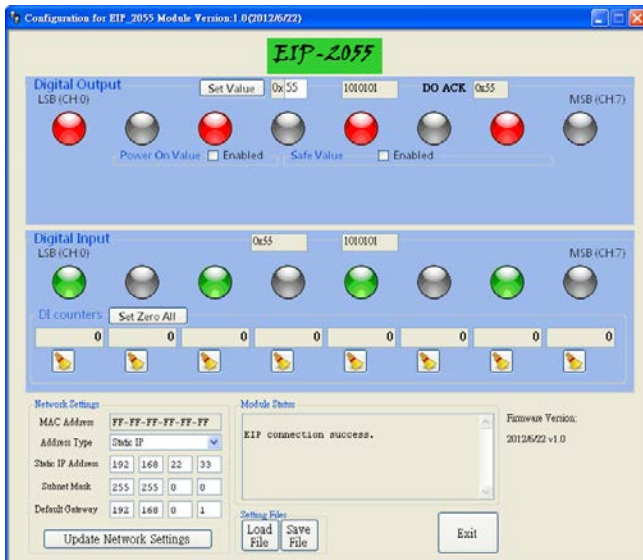 Configuration for EIP_2055 Module Version:1.0(2012/6/22)
EIP-2055
Digital Output
Set Value 0x 55 1010101 DO ACK 0x55
LSB (CH:0) MSB (CH:7)
Power On Value Enabled Safe Value Enabled
Digital Input
0x55 1010101
LSB (CH:0) MSB (CH:7)
DI counters Set Zero All
0 0 0 0 0 0 0 0
Network Settings
MAC Address FF-FF-FF-FF-FF-FF
Address Type Static IP
Static IP Address 192 168 22 33
Subnet Mask 255 255 0 0
Default Gateway 192 168 0 1
Update Network Settings
Module Status
EIP connection success.
Setting Files
Load File
Save File
Firmware Version:
2012/6/22 v1.0
Exit